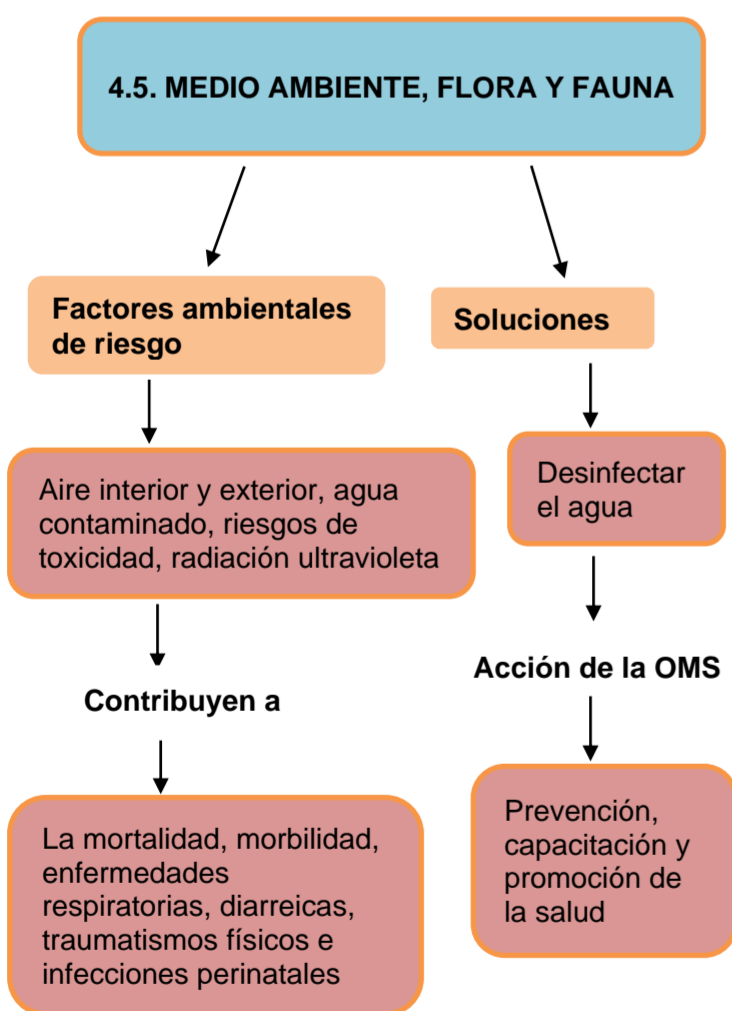 4.5. MEDIO AMBIENTE, FLORA Y FAUNA
Factores ambientales
de riesgo
Aire interior y exterior, agua
contaminado, riesgos de
toxicidad, radiación ultravioleta
Contribuyen a
La mortalidad, morbilidad,
enfermedades
respiratorias, diarreicas,
traumatismos físicos e
infecciones perinatales
Soluciones
Desinfectar
el agua
Acción de la OMS
Prevención,
capacitación y
promoción de
la salud